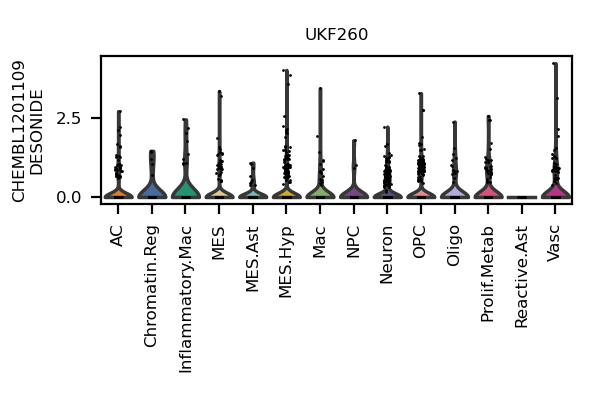 UKF260
CHEMBL1201109
DESONIDE
2.5
0.0
AC
Chromatin.Reg
Inflammatory.Mac
MES
MES.Ast
MES.Hyp
Mac
NPC
Neuron
OPC
Oligo
Prolif.Metab
Reactive.Ast
Vasc